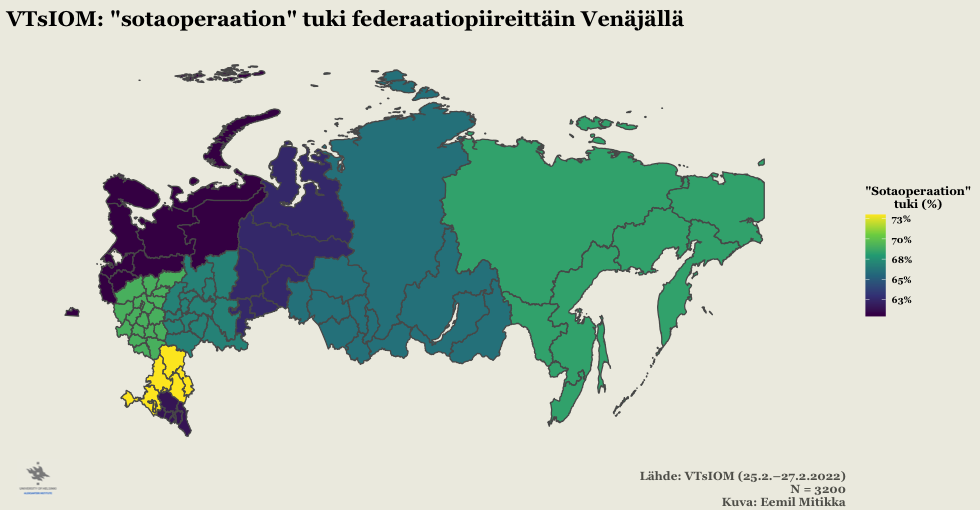 VTsIOM: "sotaoperaation" tuki federaatiopiireittäin Venäjällä
"Sotaoperaation"
tuki (%)
73%
70%
68%
65%
63%
UNIVERSITY OF HELSINKI
Lähde: VTsIOM (25.2.–27.2.2022)
N = 3200
Kuva: Eemil Mitikka